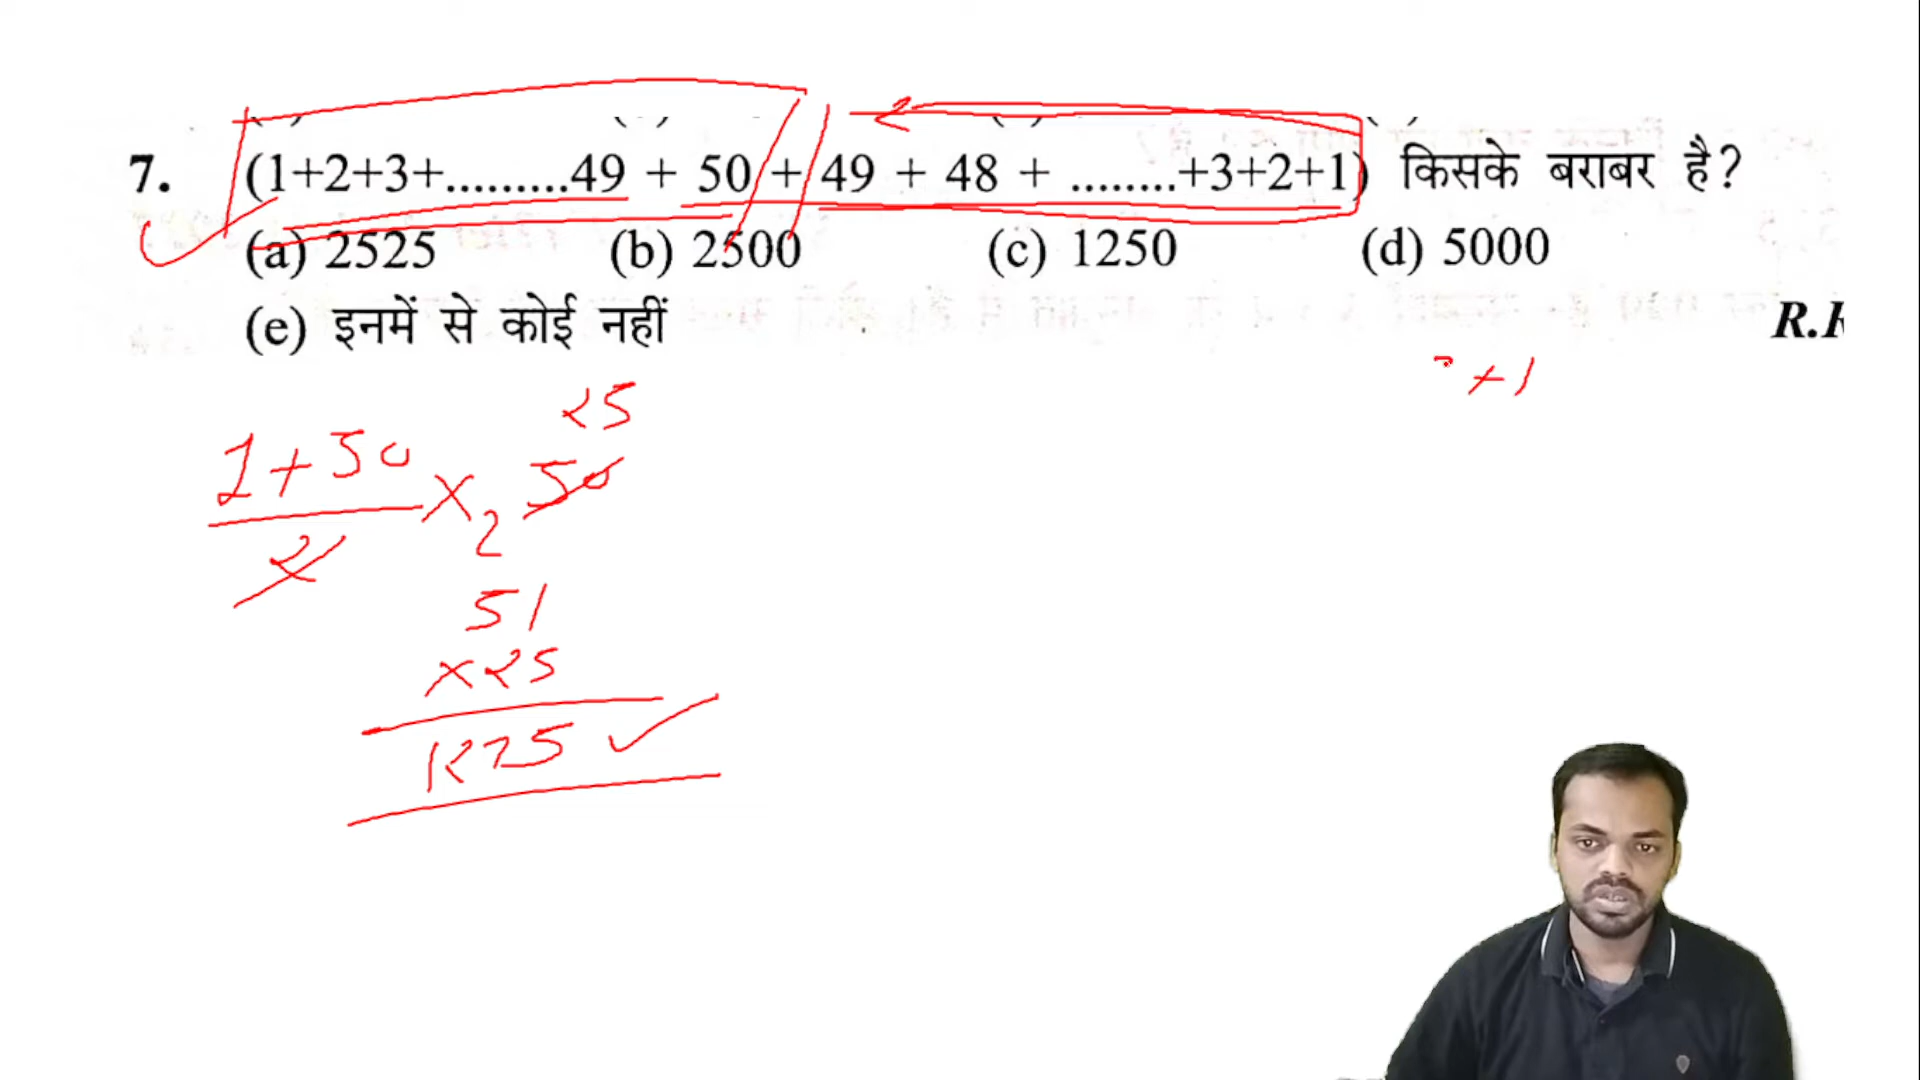 7. (1+2+3+.........49 + 50 + 49 + 48 + ........+3+2+1) किसके बराबर है?
(a) 2525 (b) 2500 (c) 1250 (d) 5000
(e) इनमें से कोई नहीं
+1
25
1+50 × 50
2 2
51
×25
1275 ✓